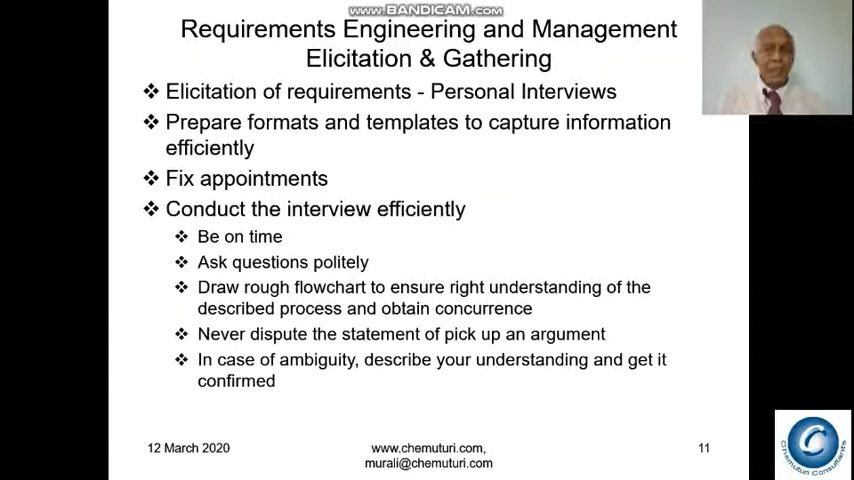 www.BANDICAM.com
Requirements Engineering and Management
Elicitation & Gathering
❖ Elicitation of requirements - Personal Interviews
❖ Prepare formats and templates to capture information
efficiently
❖ Fix appointments
❖ Conduct the interview efficiently
❖ Be on time
❖ Ask questions politely
❖ Draw rough flowchart to ensure right understanding of the
described process and obtain concurrence
❖ Never dispute the statement of pick up an argument
❖ In case of ambiguity, describe your understanding and get it
confirmed
12 March 2020
www.chemuturi.com,
murali@chemuturi.com
11
Chemuturi Consultants